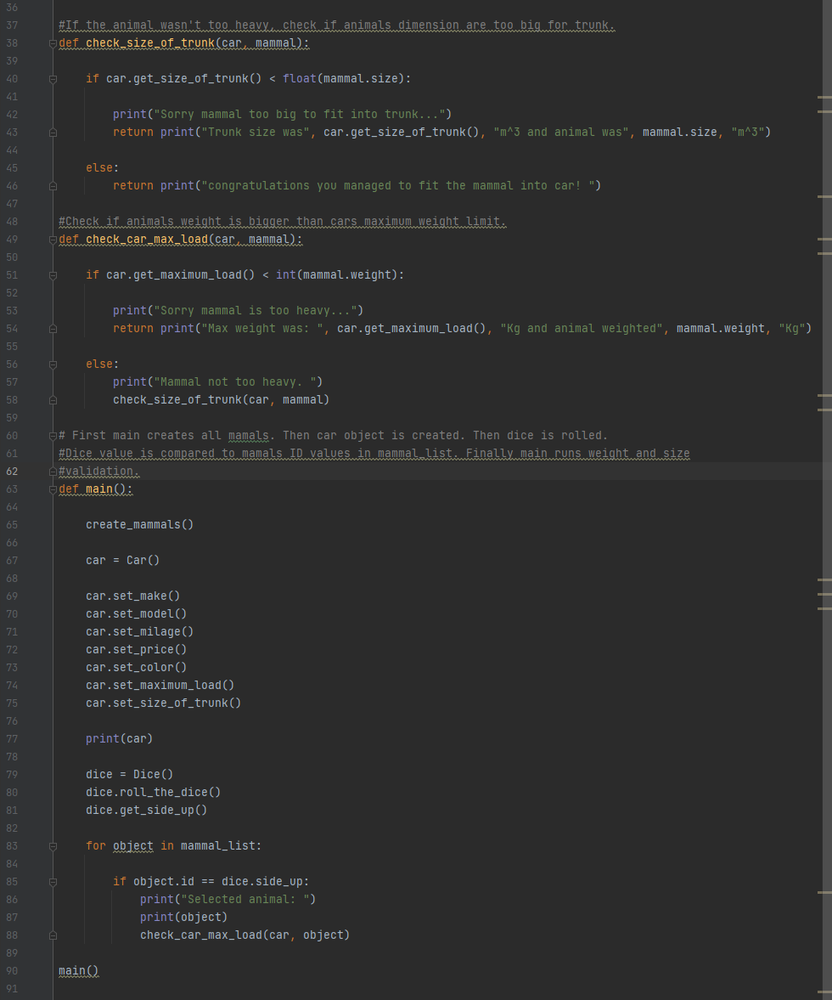 36
37 #If the animal wasn't too heavy, check if animals dimension are too big for trunk.
38 def check_size_of_trunk(car, mammal):
39
40     if car.get_size_of_trunk() < float(mammal.size):
41
42         print("Sorry mammal too big to fit into trunk...")
43         return print("Trunk size was", car.get_size_of_trunk(), "m^3 and animal was", mammal.size, "m^3")
44
45     else:
46         return print("congratulations you managed to fit the mammal into car! ")
47
48 #Check if animals weight is bigger than cars maximum weight limit.
49 def check_car_max_load(car, mammal):
50
51     if car.get_maximum_load() < int(mammal.weight):
52
53         print("Sorry mammal is too heavy...")
54         return print("Max weight was: ", car.get_maximum_load(), "Kg and animal weighted", mammal.weight, "Kg")
55
56     else:
57         print("Mammal not too heavy. ")
58         check_size_of_trunk(car, mammal)
59
60 # First main creates all mamals. Then car object is created. Then dice is rolled.
61 #Dice value is compared to mamals ID values in mammal_list. Finally main runs weight and size
62 #validation.
63 def main():
64
65     create_mammals()
66
67     car = Car()
68
69     car.set_make()
70     car.set_model()
71     car.set_milage()
72     car.set_price()
73     car.set_color()
74     car.set_maximum_load()
75     car.set_size_of_trunk()
76
77     print(car)
78
79     dice = Dice()
80     dice.roll_the_dice()
81     dice.get_side_up()
82
83     for object in mammal_list:
84
85         if object.id == dice.side_up:
86             print("Selected animal: ")
87             print(object)
88             check_car_max_load(car, object)
89
90 main()
91